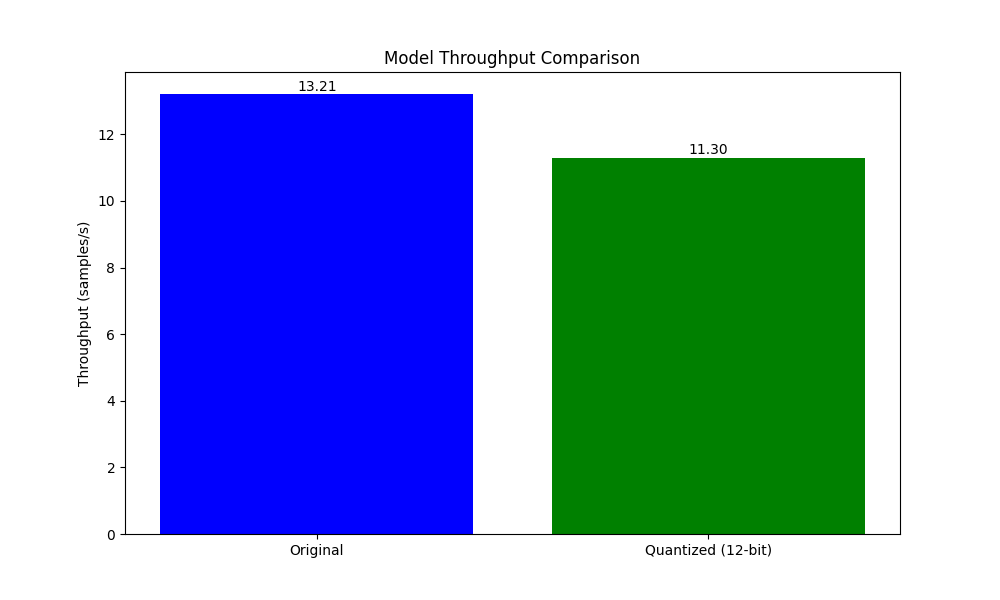 Model Throughput Comparison
13.21
11.30
Throughput (samples/s)
12
10
8
6
4
2
0
Original
Quantized (12-bit)